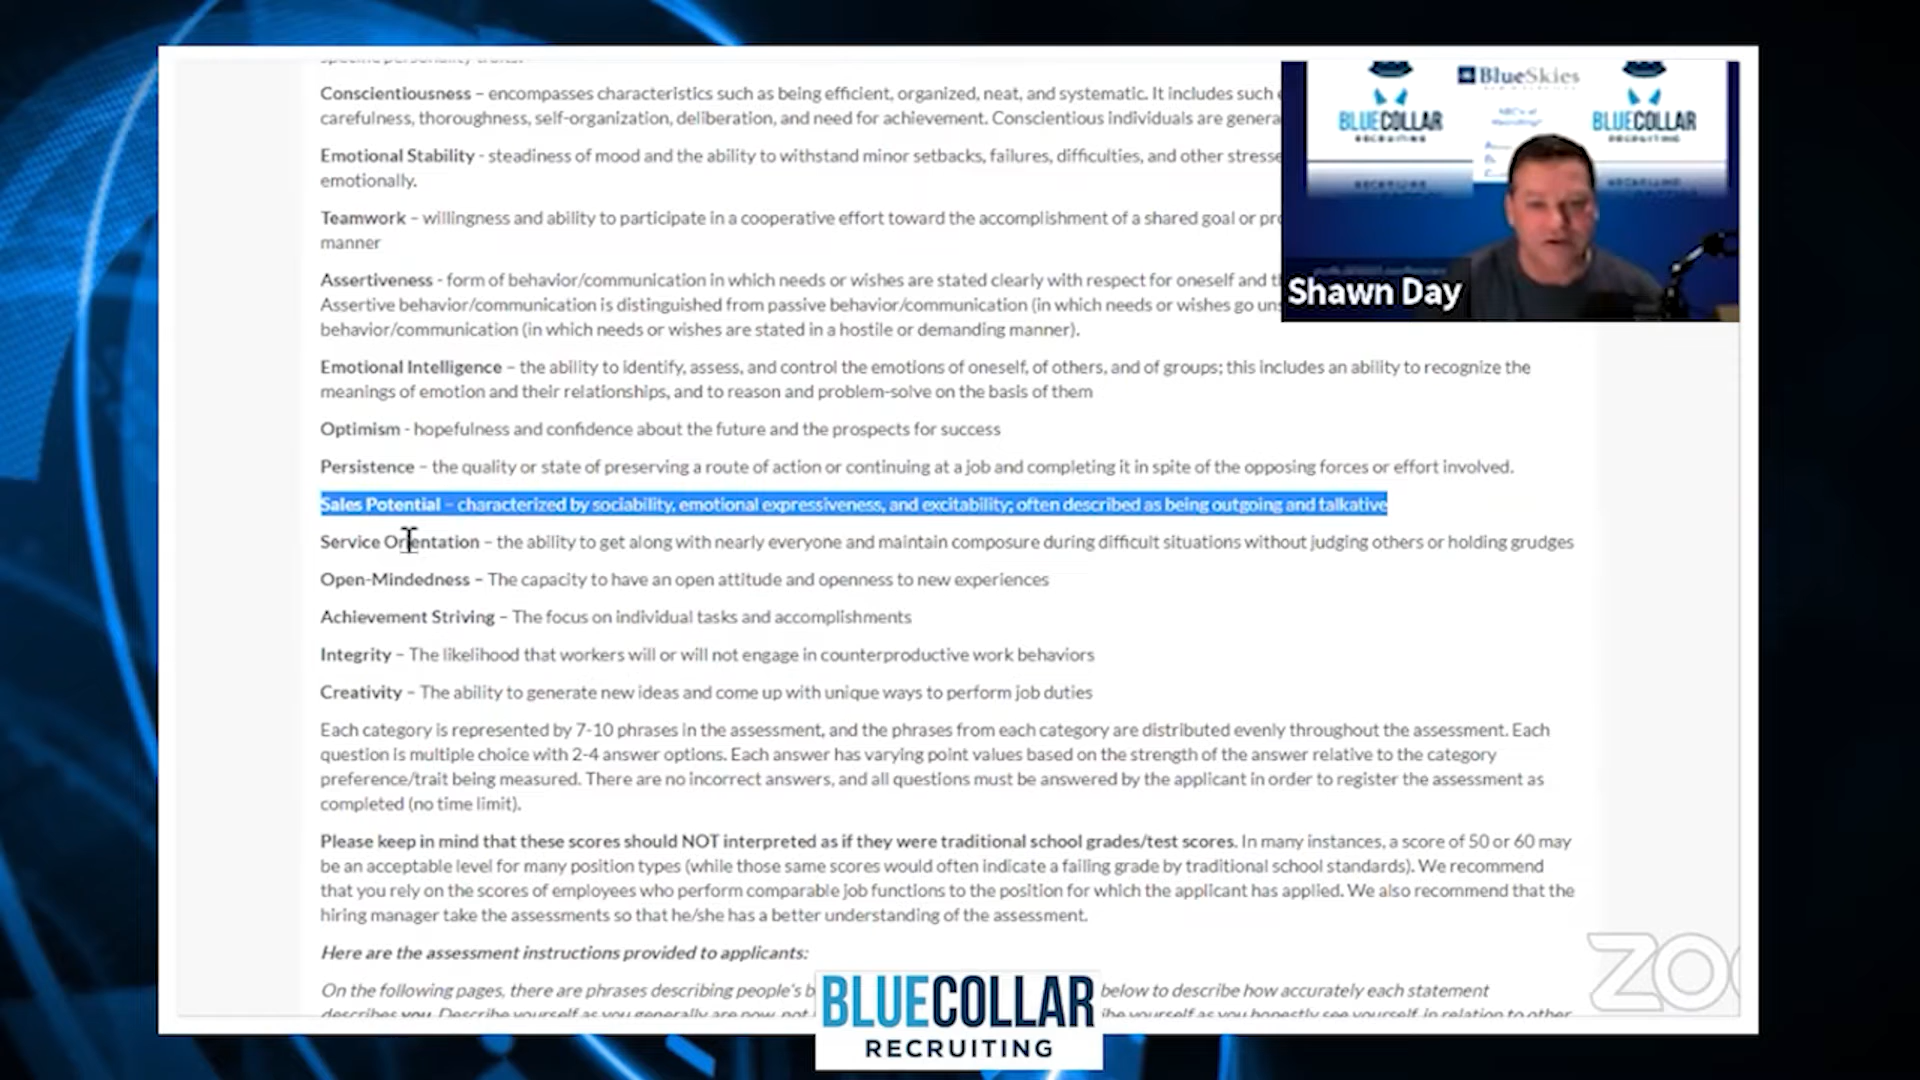 specific personality traits.
Conscientiousness – encompasses characteristics such as being efficient, organized, neat, and systematic. It includes such
carefulness, thoroughness, self-organization, deliberation, and need for achievement. Conscientious individuals are
Emotional Stability - steadiness of mood and the ability to withstand minor setbacks, failures, difficulties, and other
emotionally.
Teamwork – willingness and ability to participate in a cooperative effort toward the accomplishment of a shared goal or
manner
Assertiveness - form of behavior/communication in which needs or wishes are stated clearly with respect for oneself and
Assertive behavior/communication is distinguished from passive behavior/communication (in which needs or wishes go
behavior/communication (in which needs or wishes are stated in a hostile or demanding manner).
Emotional Intelligence – the ability to identify, assess, and control the emotions of oneself, of others, and of groups; this includes an ability to recognize the
meanings of emotion and their relationships, and to reason and problem-solve on the basis of them
Optimism - hopefulness and confidence about the future and the prospects for success
Persistence – the quality or state of preserving a route of action or continuing at a job and completing it in spite of the opposing forces or effort involved.
Sales Potential – characterized by sociability, emotional expressiveness, and excitability; often described as being outgoing and talkative
Service Orientation – the ability to get along with nearly everyone and maintain composure during difficult situations without judging others or holding grudges
Open-Mindedness – The capacity to have an open attitude and openness to new experiences
Achievement Striving – The focus on individual tasks and accomplishments
Integrity – The likelihood that workers will or will not engage in counterproductive work behaviors
Creativity – The ability to generate new ideas and come up with unique ways to perform job duties
Each category is represented by 7-10 phrases in the assessment, and the phrases from each category are distributed evenly throughout the assessment. Each
question is multiple choice with 2-4 answer options. Each answer has varying point values based on the strength of the answer relative to the category
preference/trait being measured. There are no incorrect answers, and all questions must be answered by the applicant in order to register the assessment as
completed (no time limit).
Please keep in mind that these scores should NOT interpreted as if they were traditional school grades/test scores. In many instances, a score of 50 or 60 may
be an acceptable level for many position types (while those same scores would often indicate a failing grade by traditional school standards). We recommend
that you rely on the scores of employees who perform comparable job functions to the position for which the applicant has applied. We also recommend that the
hiring manager take the assessments so that he/she has a better understanding of the assessment.
Here are the assessment instructions provided to applicants:
On the following pages, there are phrases describing people's below to describe how accurately each statement
describes you. Describe yourself as you generally are now, not yourself as you honestly see yourself, in relation to other
BlueSkies
BLUECOLLAR
RECRUITING
BLUECOLLAR
RECRUITING
Shawn Day
BLUECOLLAR
RECRUITING